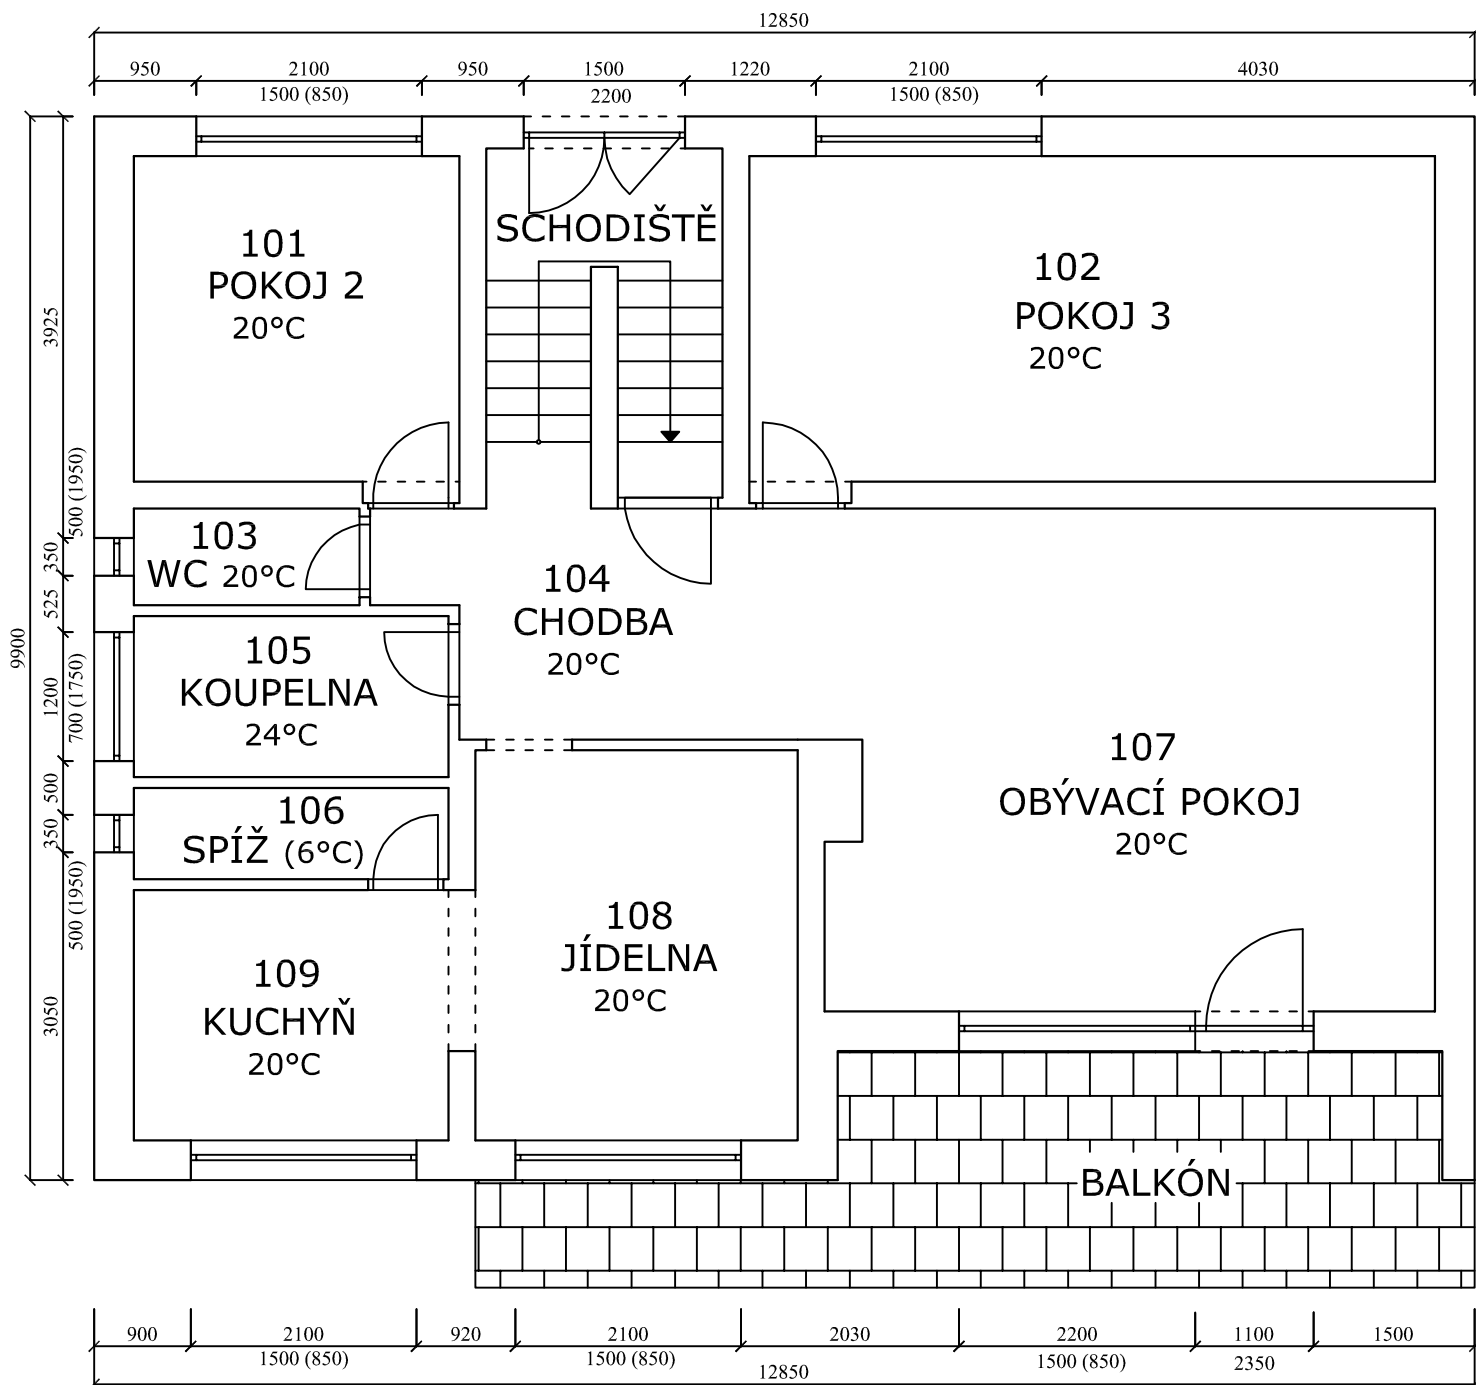 12850
950 2100 950 1500 1220 2100 4030
1500 (850) 2200 1500 (850)
101
POKOJ 2
20°C
SCHODIŠTĚ
102
POKOJ 3
20°C
3925
500 (1950)
350
525
1200
700 (1750)
500
350
500 (1950)
3050
9900
103
WC 20°C
104
CHODBA
20°C
105
KOUPELNA
24°C
106
SPÍŽ (6°C)
107
OBÝVACÍ POKOJ
20°C
108
JÍDELNA
20°C
109
KUCHYŇ
20°C
BALKÓN
900 2100 920 2100 2030 2200 1100 1500
1500 (850) 1500 (850) 1500 (850) 2350
12850